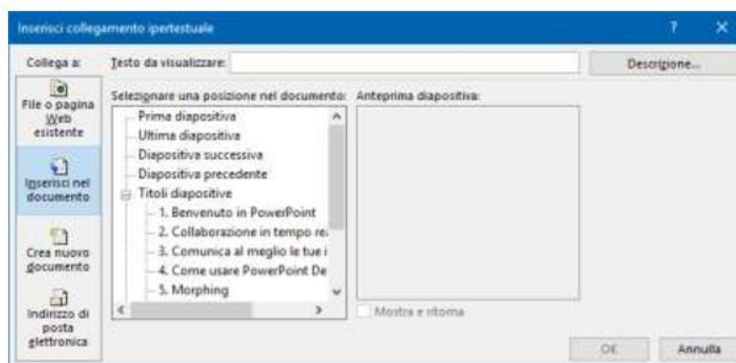 Inserisci collegamento ipertestuale
?
Collega a:
Testo da visualizzare:
Descrizione...
File o pagina
Web
esistente
Inserisci nel
documento
Crea nuovo
documento
Indirizzo di
posta
elettronica
Selezionare una posizione nel documento:
Prima diapositiva
Ultima diapositiva
Diapositiva successiva
Diapositiva precedente
Titoli diapositive
1. Benvenuto in PowerPoint
2. Collaborazione in tempo rea
3. Comunica al meglio le tue i
4. Come usare PowerPoint De
5. Morphing
Anteprima diapositiva:
Mostra e ritorna
OK
Annulla